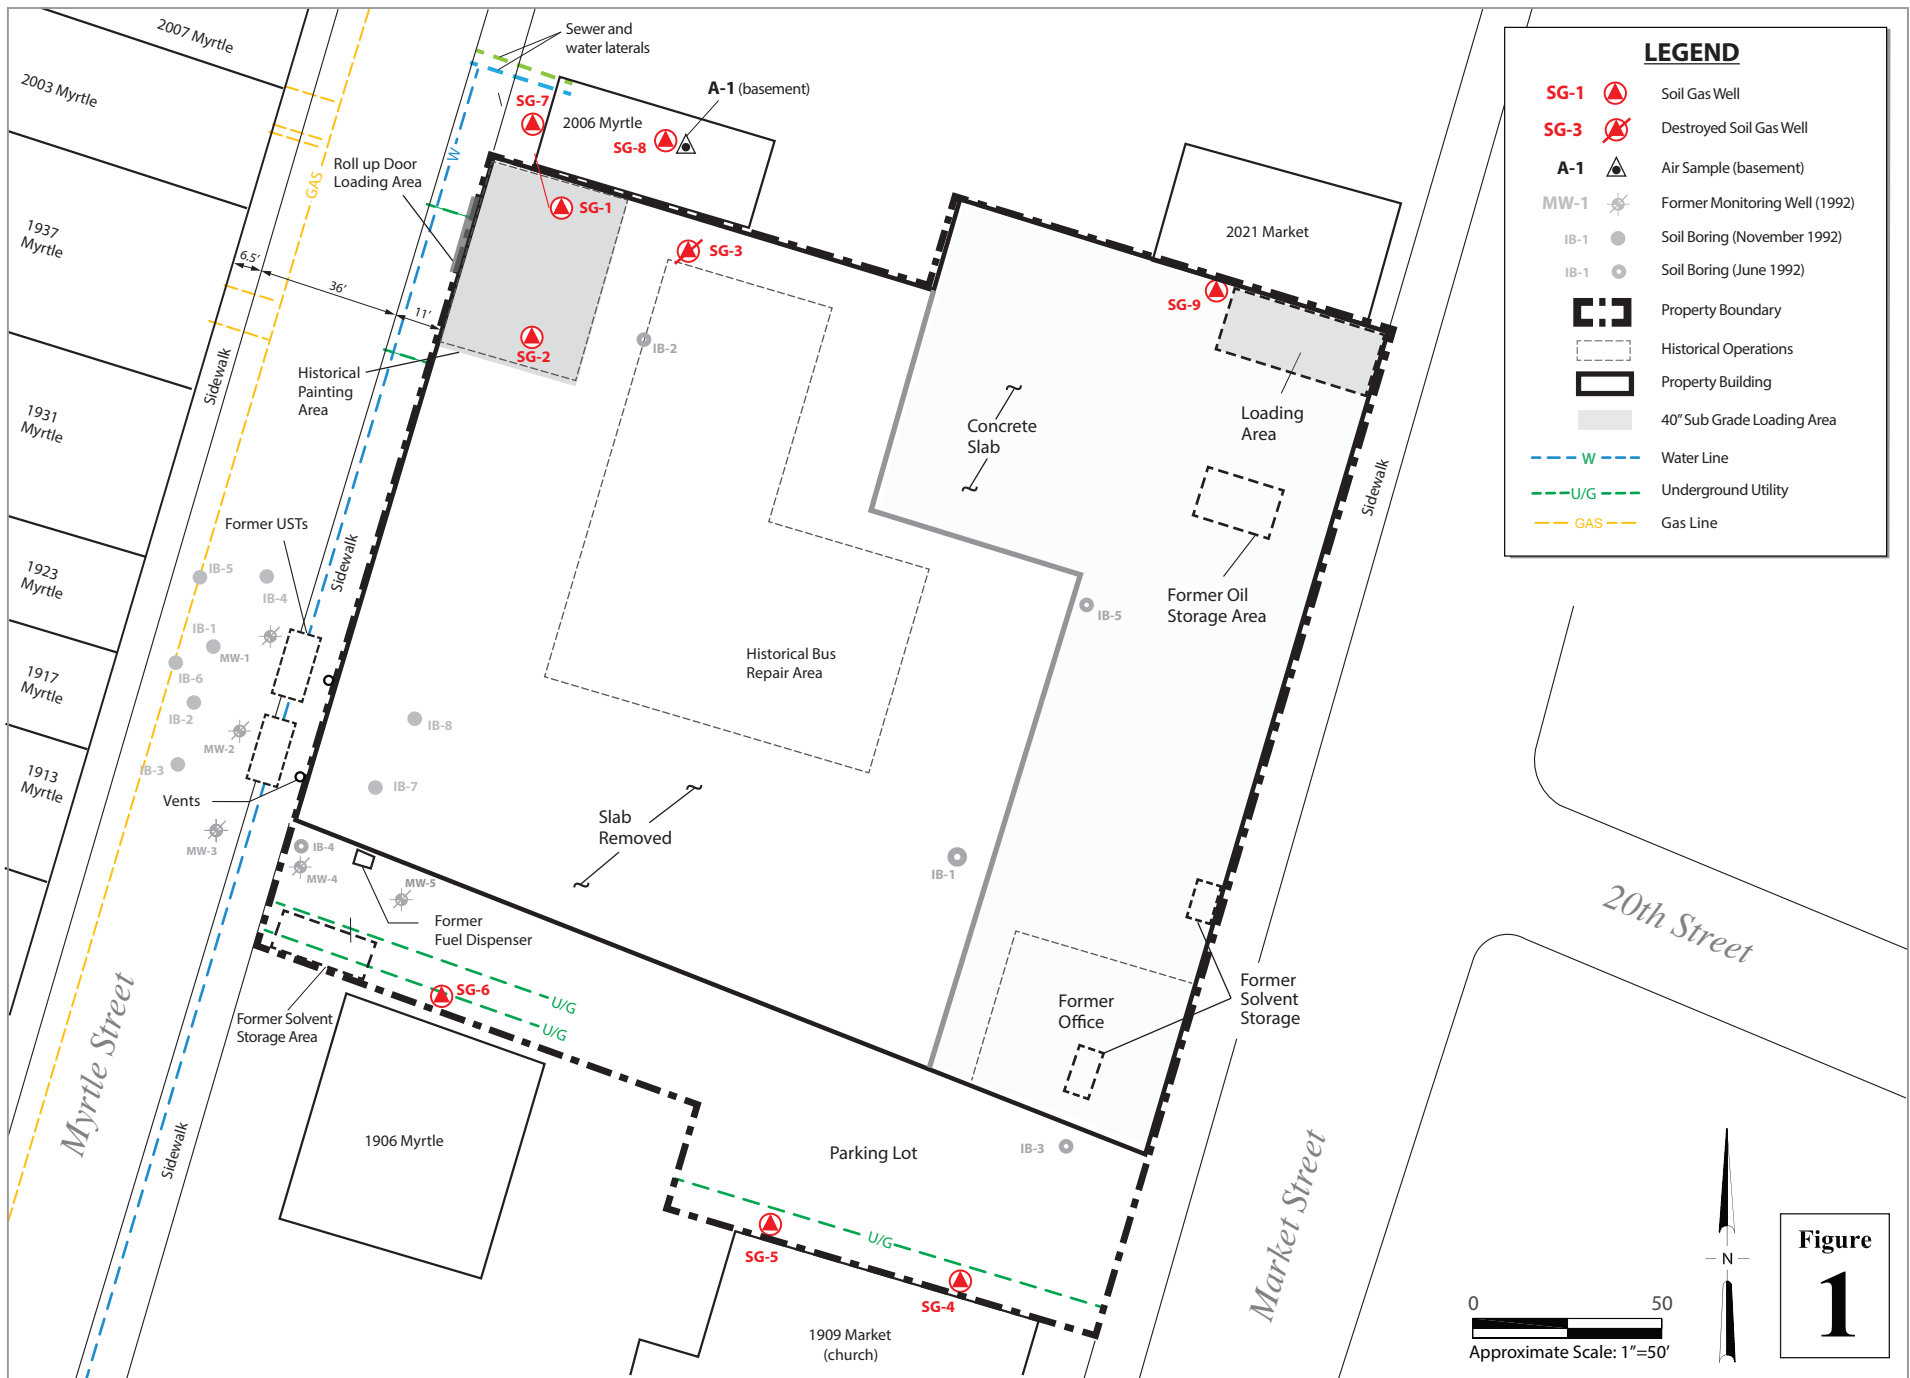 2007 Myrtle
2003 Myrtle
1937
Myrtle
1931
Myrtle
1923
Myrtle
1917
Myrtle
1913
Myrtle
Sewer and
water laterals
A-1 (basement)
SG-7
2006 Myrtle
SG-8
W
GAS
Roll up Door
Loading Area
SG-1
SG-3
6.5'
36'
11'
SG-2
IB-2
Sidewalk
Historical
Painting
Area
2021 Market
SG-9
Loading
Area
Concrete
Slab
Sidewalk
Former Oil
Storage Area
Former USTs
Sidewalk
IB-5
IB-4
IB-1
MW-1
IB-6
IB-2
MW-2
IB-3
Vents
MW-3
IB-5
Historical Bus
Repair Area
IB-8
IB-7
Slab
Removed
IB-4
MW-4
MW-5
IB-1
Former
Fuel Dispenser
SG-6
U/G
U/G
Former Solvent
Storage Area
Former
Office
Former
Solvent
Storage
Myrtle Street
Sidewalk
1906 Myrtle
Parking Lot
IB-3
U/G
SG-5
SG-4
1909 Market
(church)
Market Street
20th Street
LEGEND
SG-1 Soil Gas Well
SG-3 Destroyed Soil Gas Well
A-1 Air Sample (basement)
MW-1 Former Monitoring Well (1992)
IB-1 Soil Boring (November 1992)
IB-1 Soil Boring (June 1992)
Property Boundary
Historical Operations
Property Building
40" Sub Grade Loading Area
W Water Line
U/G Underground Utility
GAS Gas Line
N
0 50
Approximate Scale: 1"=50'
Figure
1